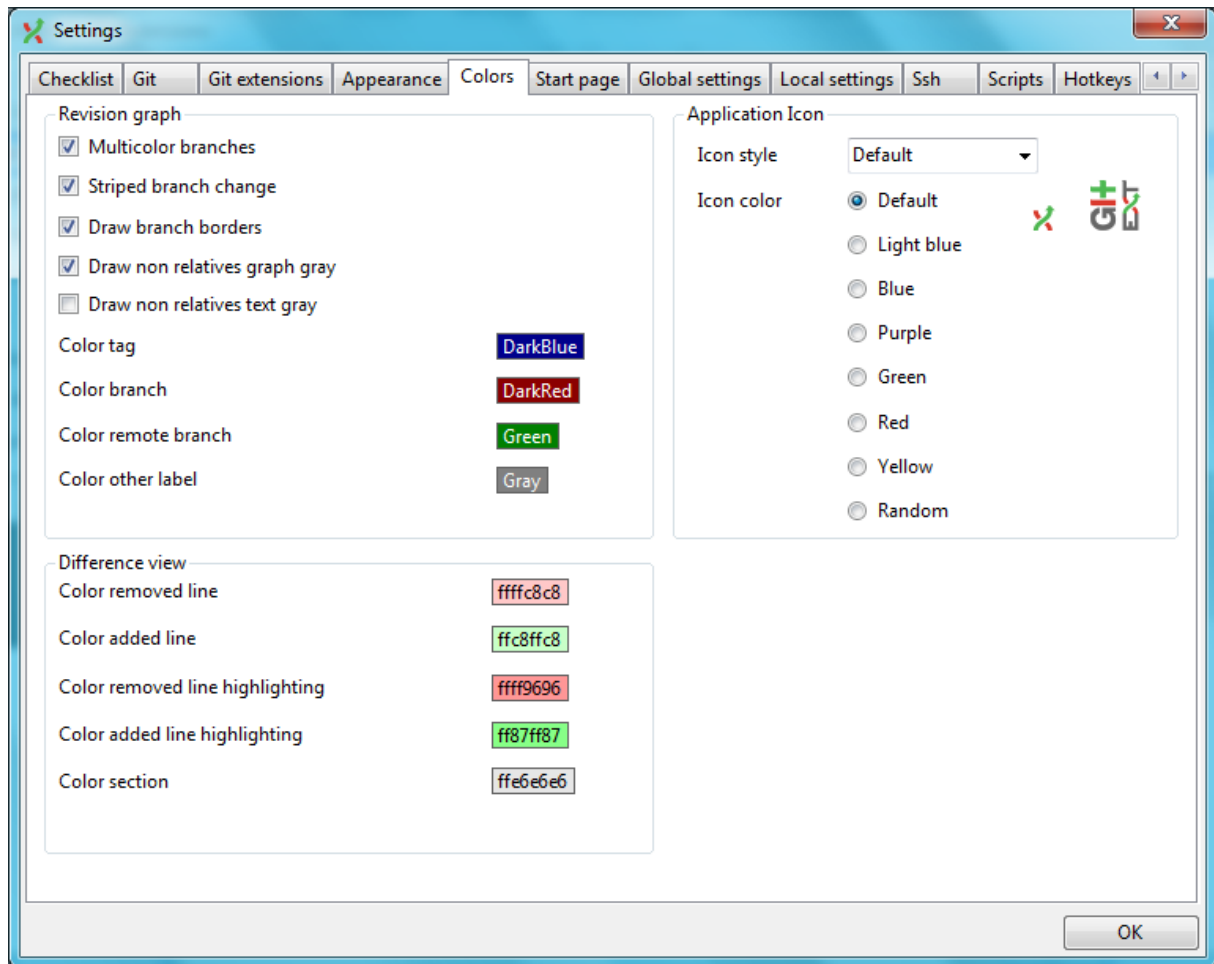 Settings
Checklist Git Git extensions Appearance Colors Start page Global settings Local settings Ssh Scripts Hotkeys
Revision graph
Multicolor branches
Striped branch change
Draw branch borders
Draw non relatives graph gray
Draw non relatives text gray
Color tag DarkBlue
Color branch DarkRed
Color remote branch Green
Color other label Gray
Application Icon
Icon style Default
Icon color Default
Git
Ext
Light blue
Blue
Purple
Green
Red
Yellow
Random
Difference view
Color removed line ffffc8c8
Color added line ffc8ffc8
Color removed line highlighting ffff9696
Color added line highlighting ff87ff87
Color section ffe6e6e6
OK